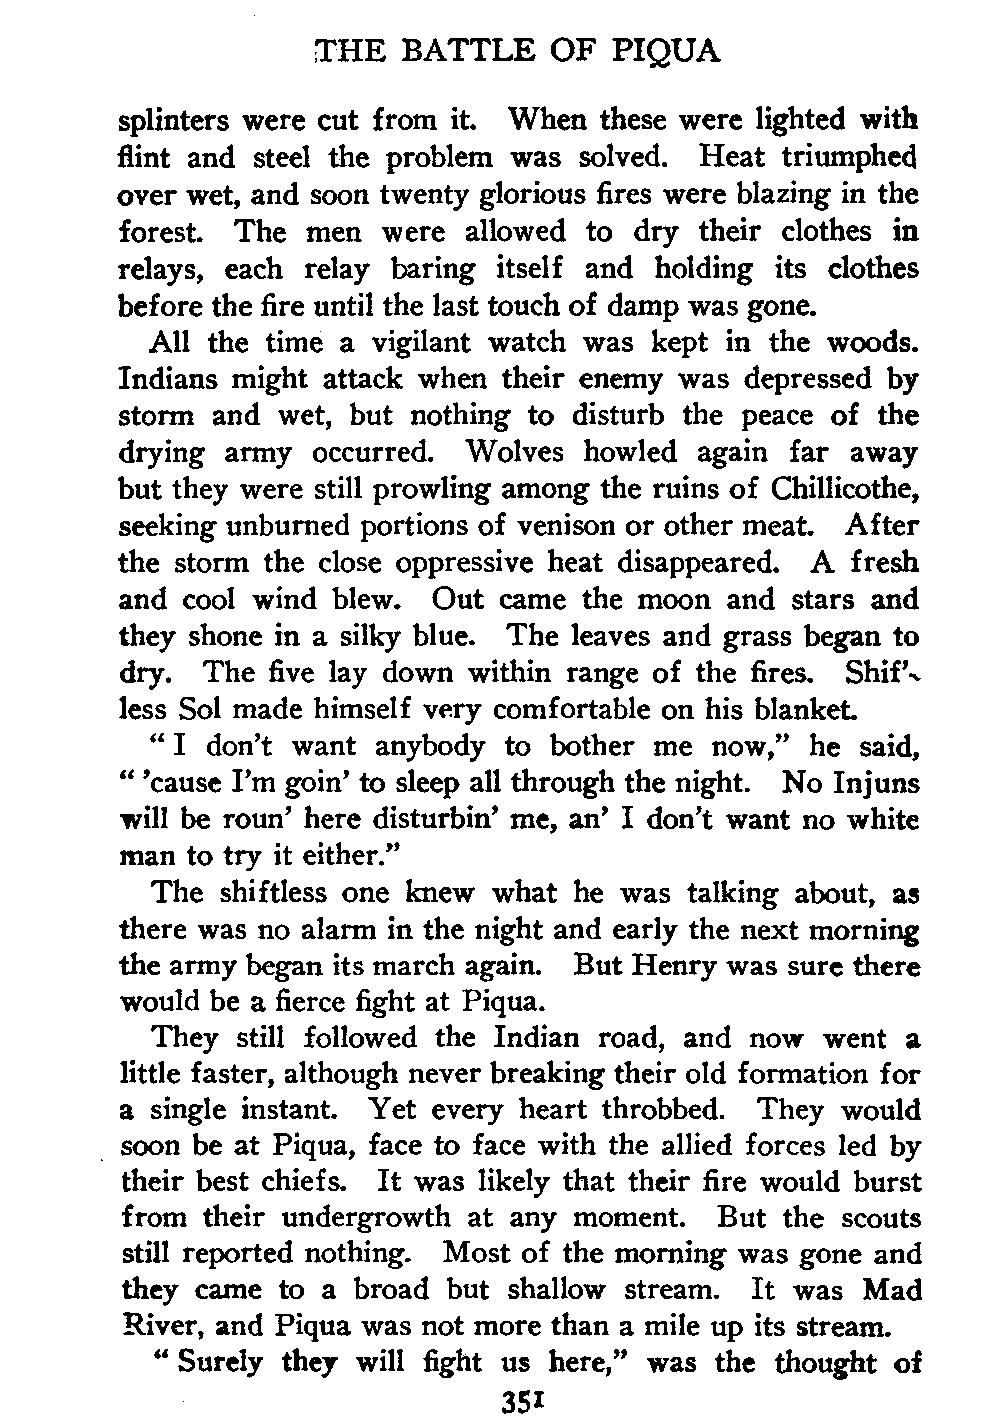 THE BATTLE OF PIQUA
splinters were cut from it. When these were lighted with
flint and steel the problem was solved. Heat triumphed
over wet, and soon twenty glorious fires were blazing in the
forest. The men were allowed to dry their clothes in
relays, each relay baring itself and holding its clothes
before the fire until the last touch of damp was gone.
All the time a vigilant watch was kept in the woods.
Indians might attack when their enemy was depressed by
storm and wet, but nothing to disturb the peace of the
drying army occurred. Wolves howled again far away
but they were still prowling among the ruins of Chillicothe,
seeking unburned portions of venison or other meat. After
the storm the close oppressive heat disappeared. A fresh
and cool wind blew. Out came the moon and stars and
they shone in a silky blue. The leaves and grass began to
dry. The five lay down within range of the fires. Shif'-
less Sol made himself very comfortable on his blanket.
" I don't want anybody to bother me now," he said,
" 'cause I'm goin' to sleep all through the night. No Injuns
will be roun' here disturbin' me, an' I don't want no white
man to try it either."
The shiftless one knew what he was talking about, as
there was no alarm in the night and early the next morning
the army began its march again. But Henry was sure there
would be a fierce fight at Piqua.
They still followed the Indian road, and now went a
little faster, although never breaking their old formation for
a single instant. Yet every heart throbbed. They would
soon be at Piqua, face to face with the allied forces led by
their best chiefs. It was likely that their fire would burst
from their undergrowth at any moment. But the scouts
still reported nothing. Most of the morning was gone and
they came to a broad but shallow stream. It was Mad
River, and Piqua was not more than a mile up its stream.
" Surely they will fight us here," was the thought of
351